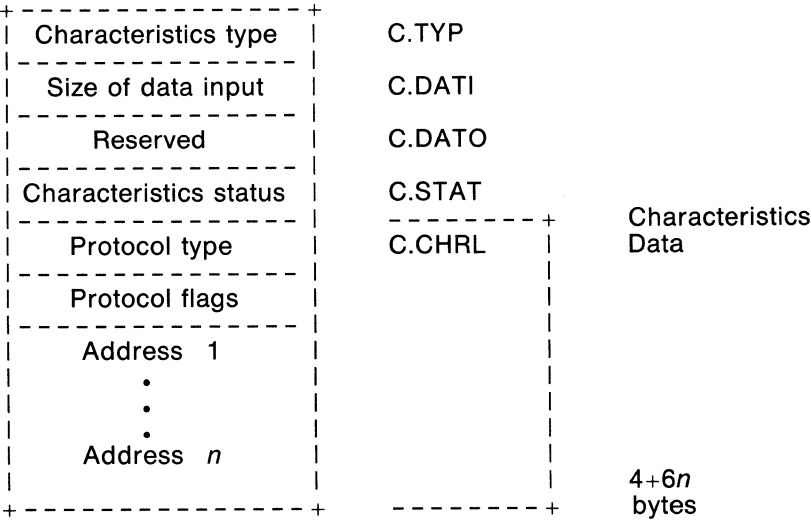 Characteristics type C.TYP
Size of data input C.DATI
Reserved C.DATO
Characteristics status C.STAT
Characteristics
Protocol type C.CHRL Data
Protocol flags
Address 1
•
•
•
Address n
4+6n
bytes